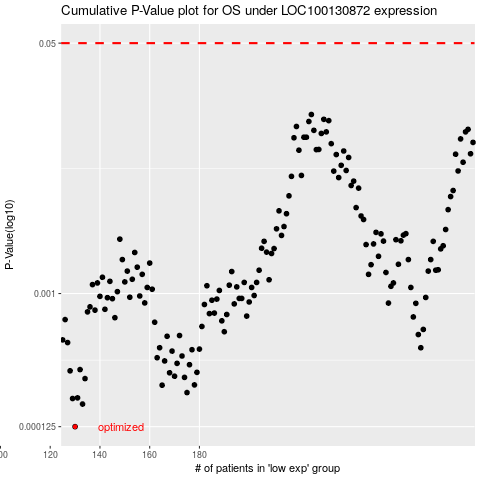 Cumulative P-Value plot for OS under LOC100130872 expression
0.05
P-Value(log10)
0.001
optimized
0.000125
00 120 140 160 180
# of patients in 'low exp' group